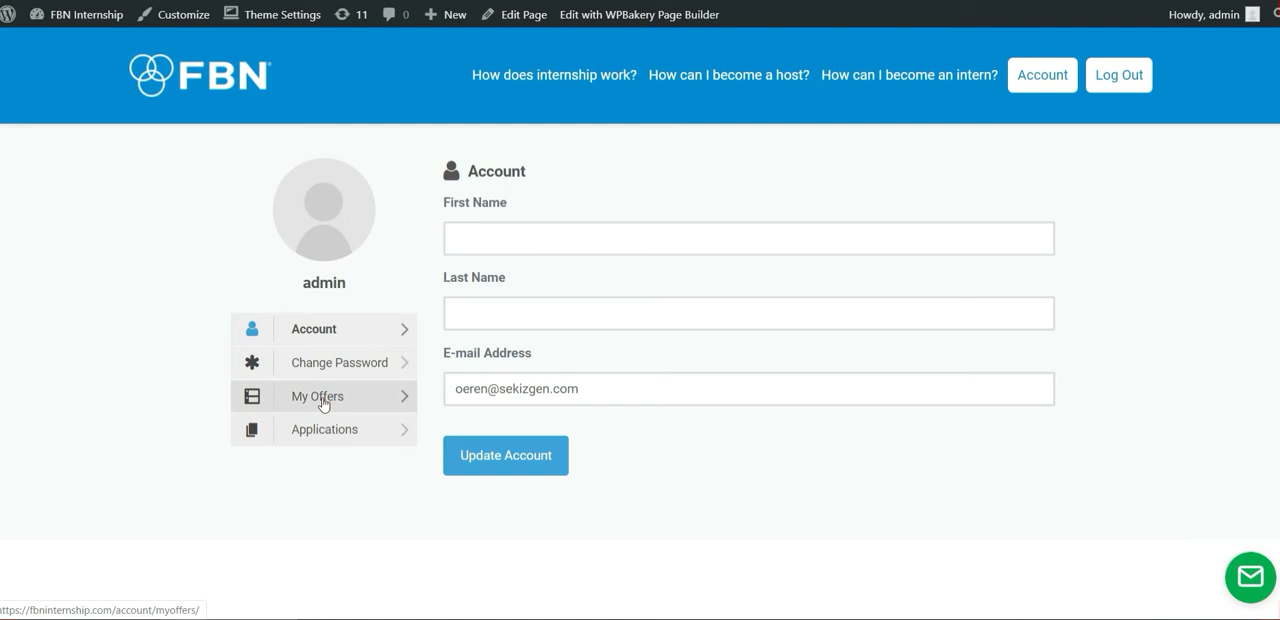 FBN Internship Customize Theme Settings 11 0 New Edit Page Edit with WPBakery Page Builder Howdy, admin
FBN® How does internship work? How can I become a host? How can I become an intern? Account Log Out
admin
Account
Change Password
My Offers
Applications
Account
First Name
Last Name
E-mail Address
oeren@sekizgen.com
Update Account
ttps://fbninternship.com/account/myoffers/